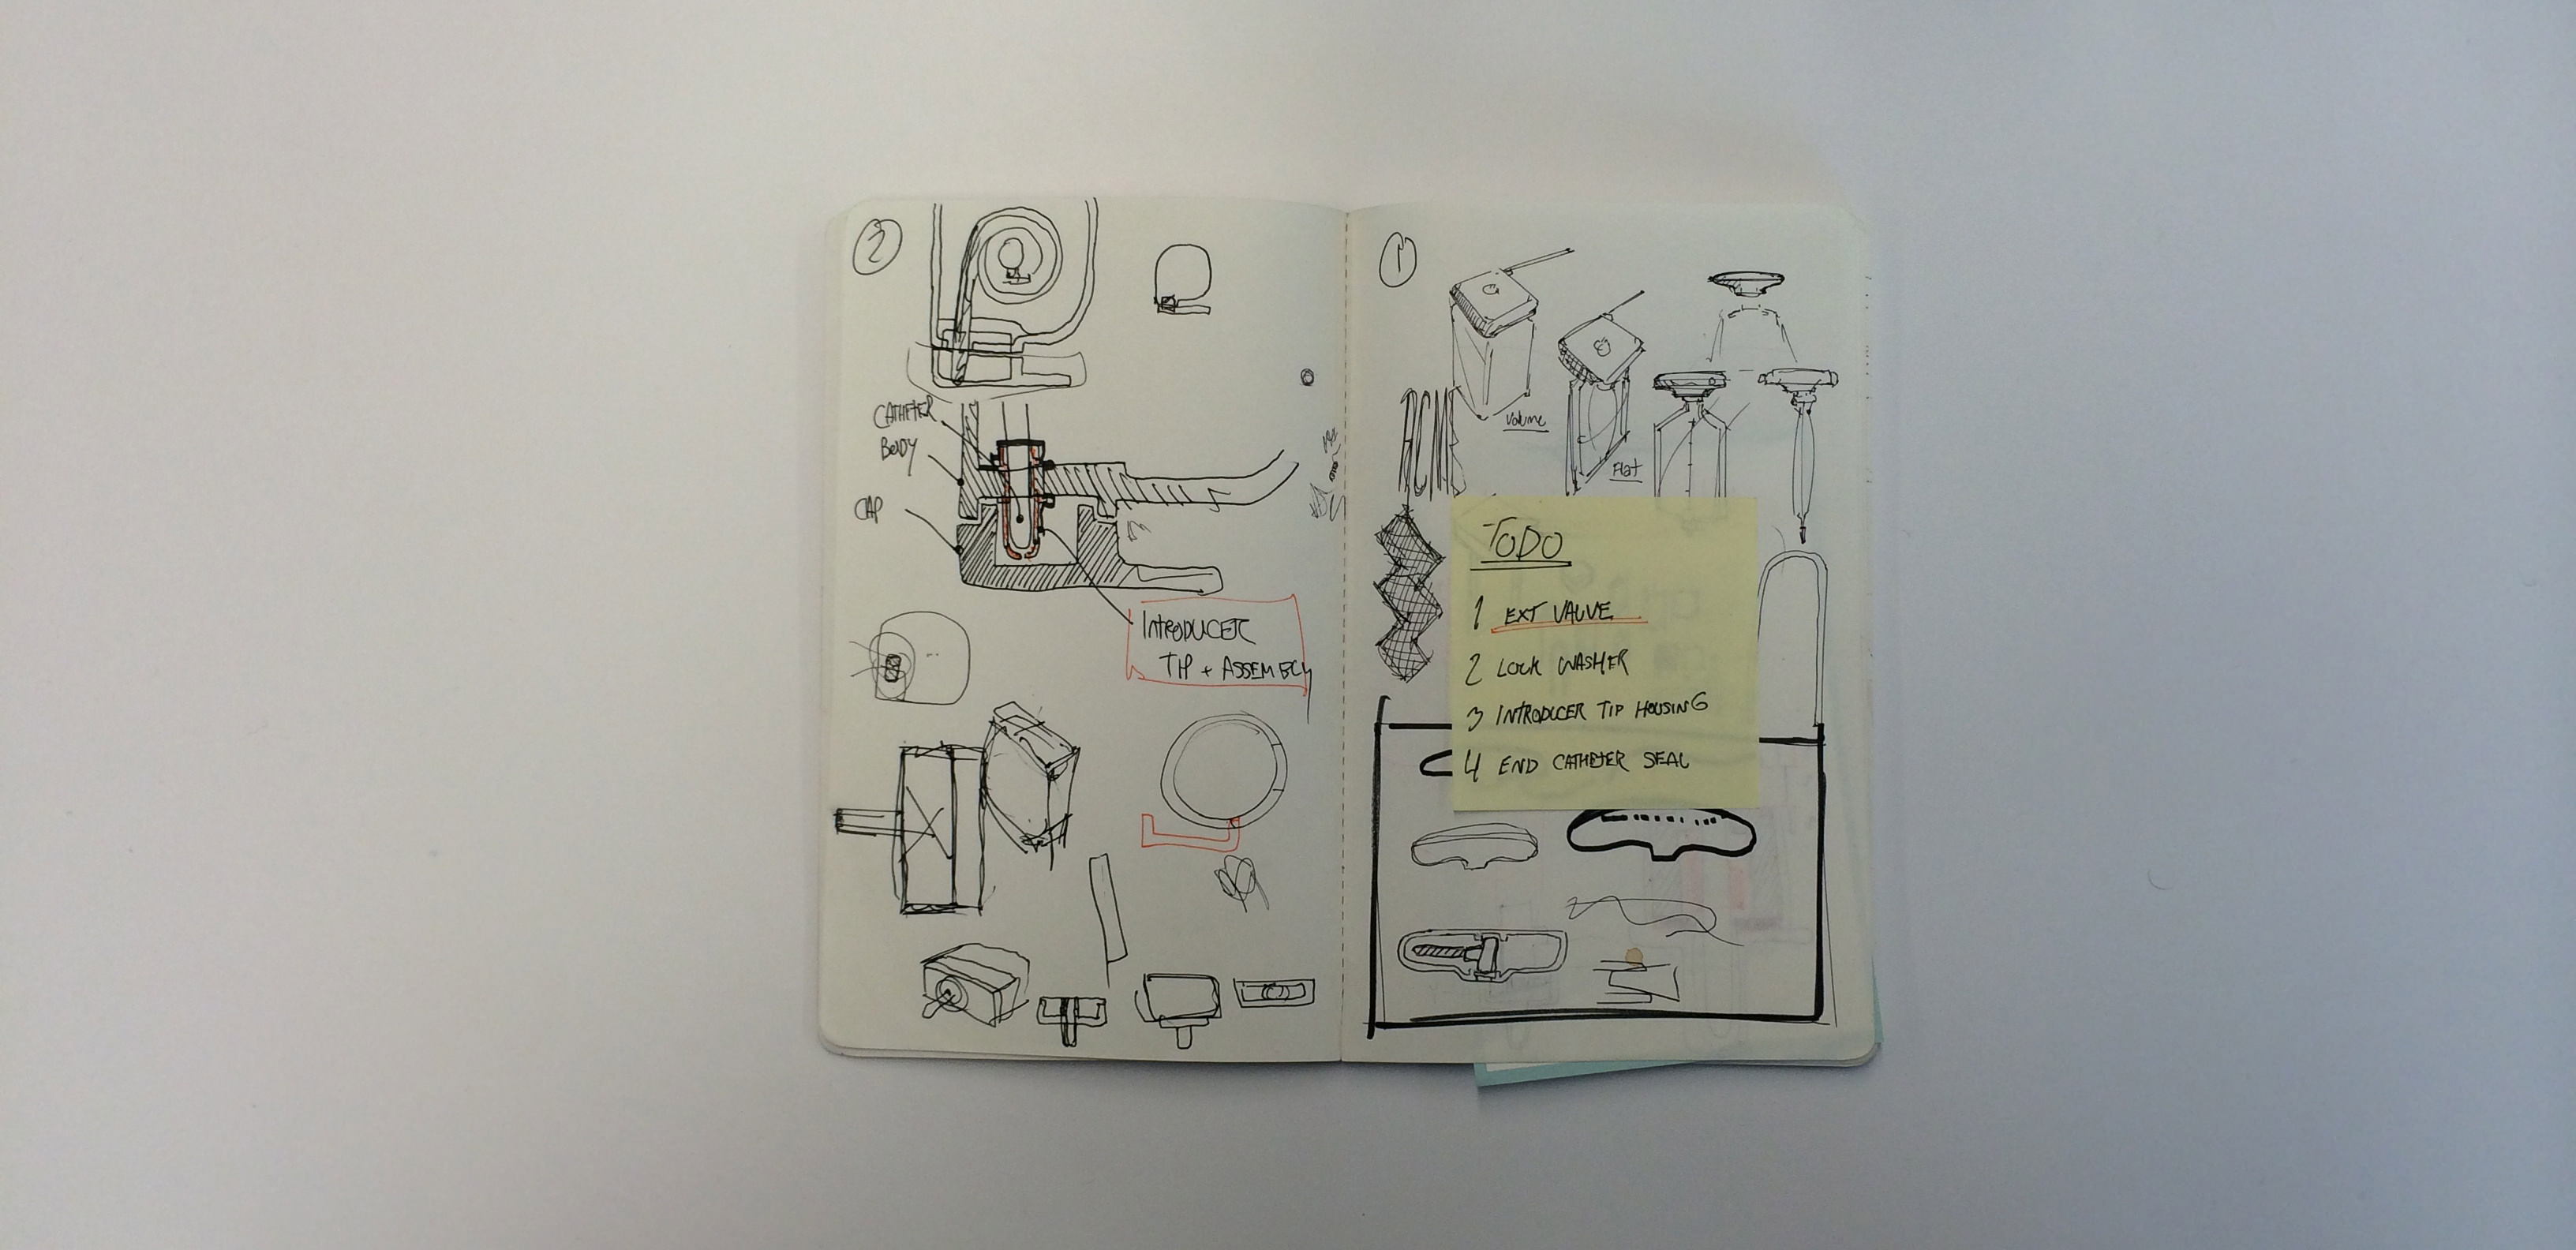 2
CATHETER
BODY
CAP
INTRODUCER
TIP + ASSEMBLY
1
Volume
Flat
TODO
1 EXT VALVE
2 LOCK WASHER
3 INTRODUCER TIP HOUSING
4 END CATHETER SEAL